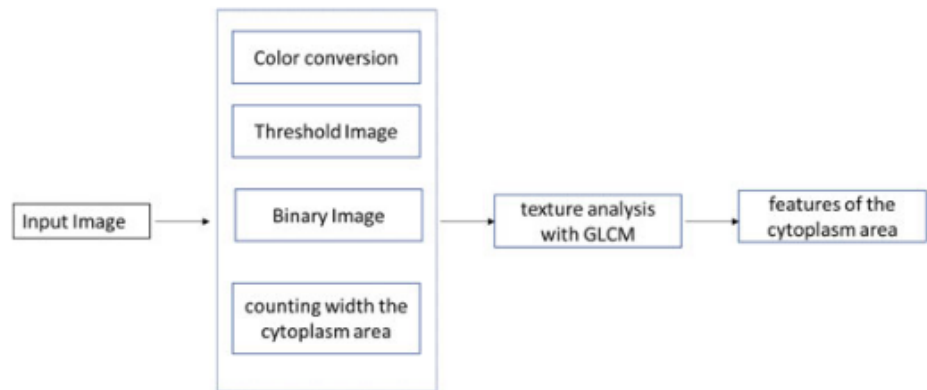 Input Image
Color conversion
Threshold Image
Binary Image
counting width the
cytoplasm area
texture analysis
with GLCM
features of the
cytoplasm area